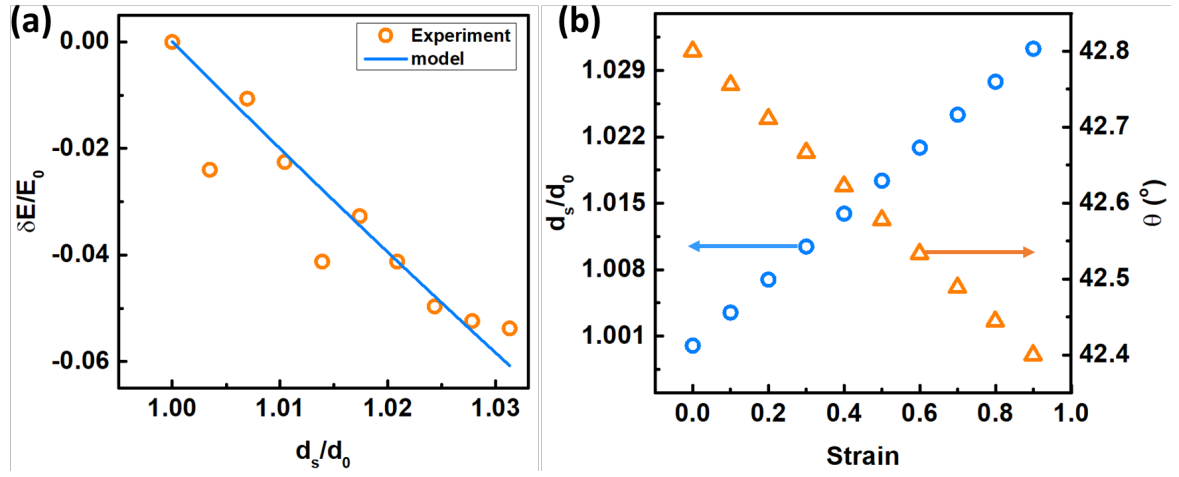 (a)
0.00
-0.02
-0.04
-0.06
δE/E0
1.00 1.01 1.02 1.03
ds/d0
Experiment
model
(b)
1.029
1.022
1.015
1.008
1.001
ds/d0
0.0 0.2 0.4 0.6 0.8 1.0
Strain
42.8
42.7
42.6
42.5
42.4
θ (o)